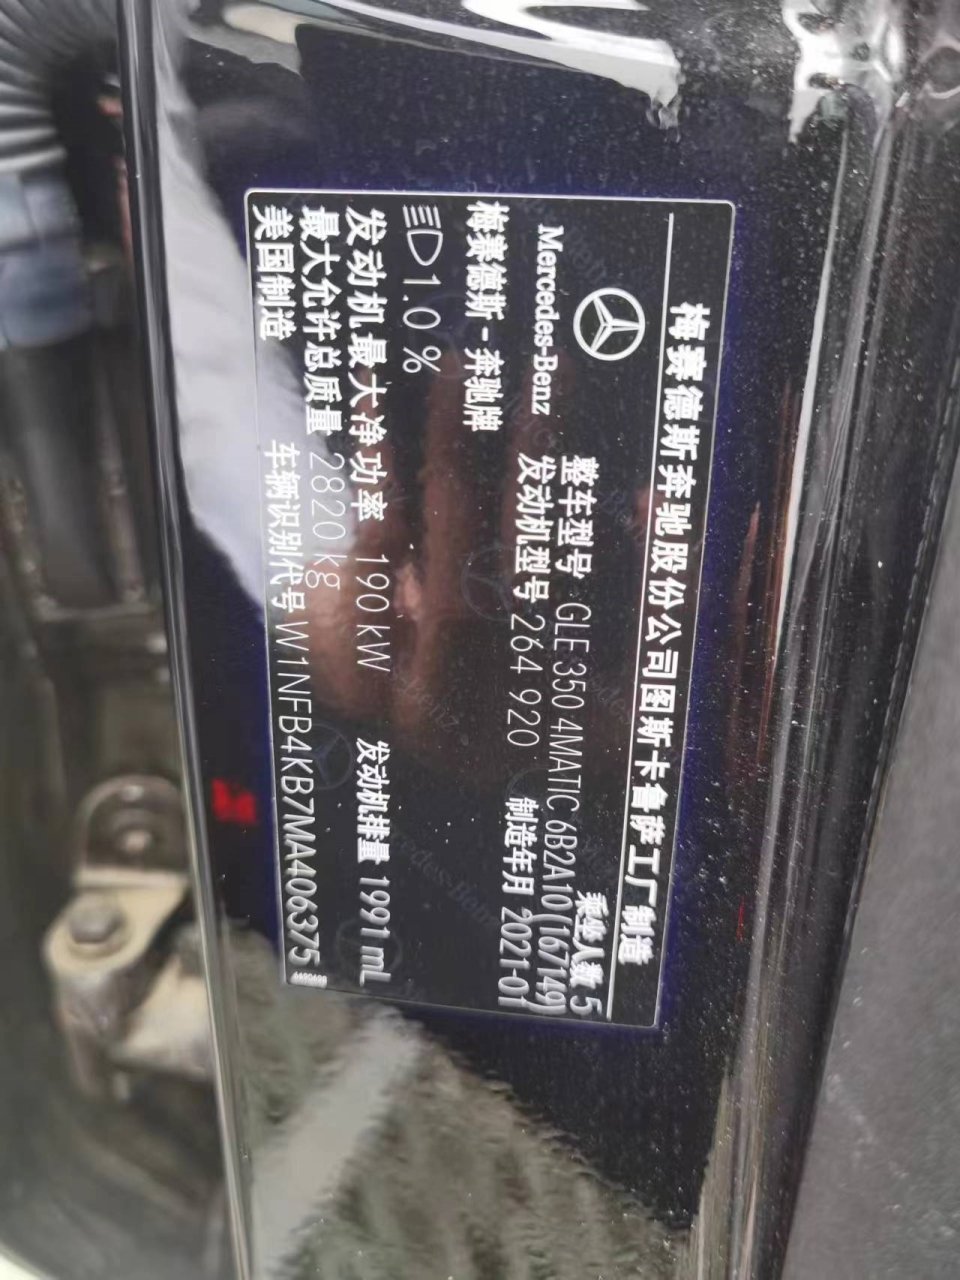 梅赛德斯奔驰股份公司图斯卡鲁萨工厂制造
乘坐人数 5
整车型号 GLE 350 4MATIC 6B2A10(167149)
Mercedes-Benz 发动机型号 264 920 制造年月 2021-01
梅赛德斯-奔驰牌
1.0%
发动机最大净功率 190 kW 发动机排量 1991 mL
最大允许总质量 2820 kg
美国制造 车辆识别代号 W1NFB4KB7MA406375